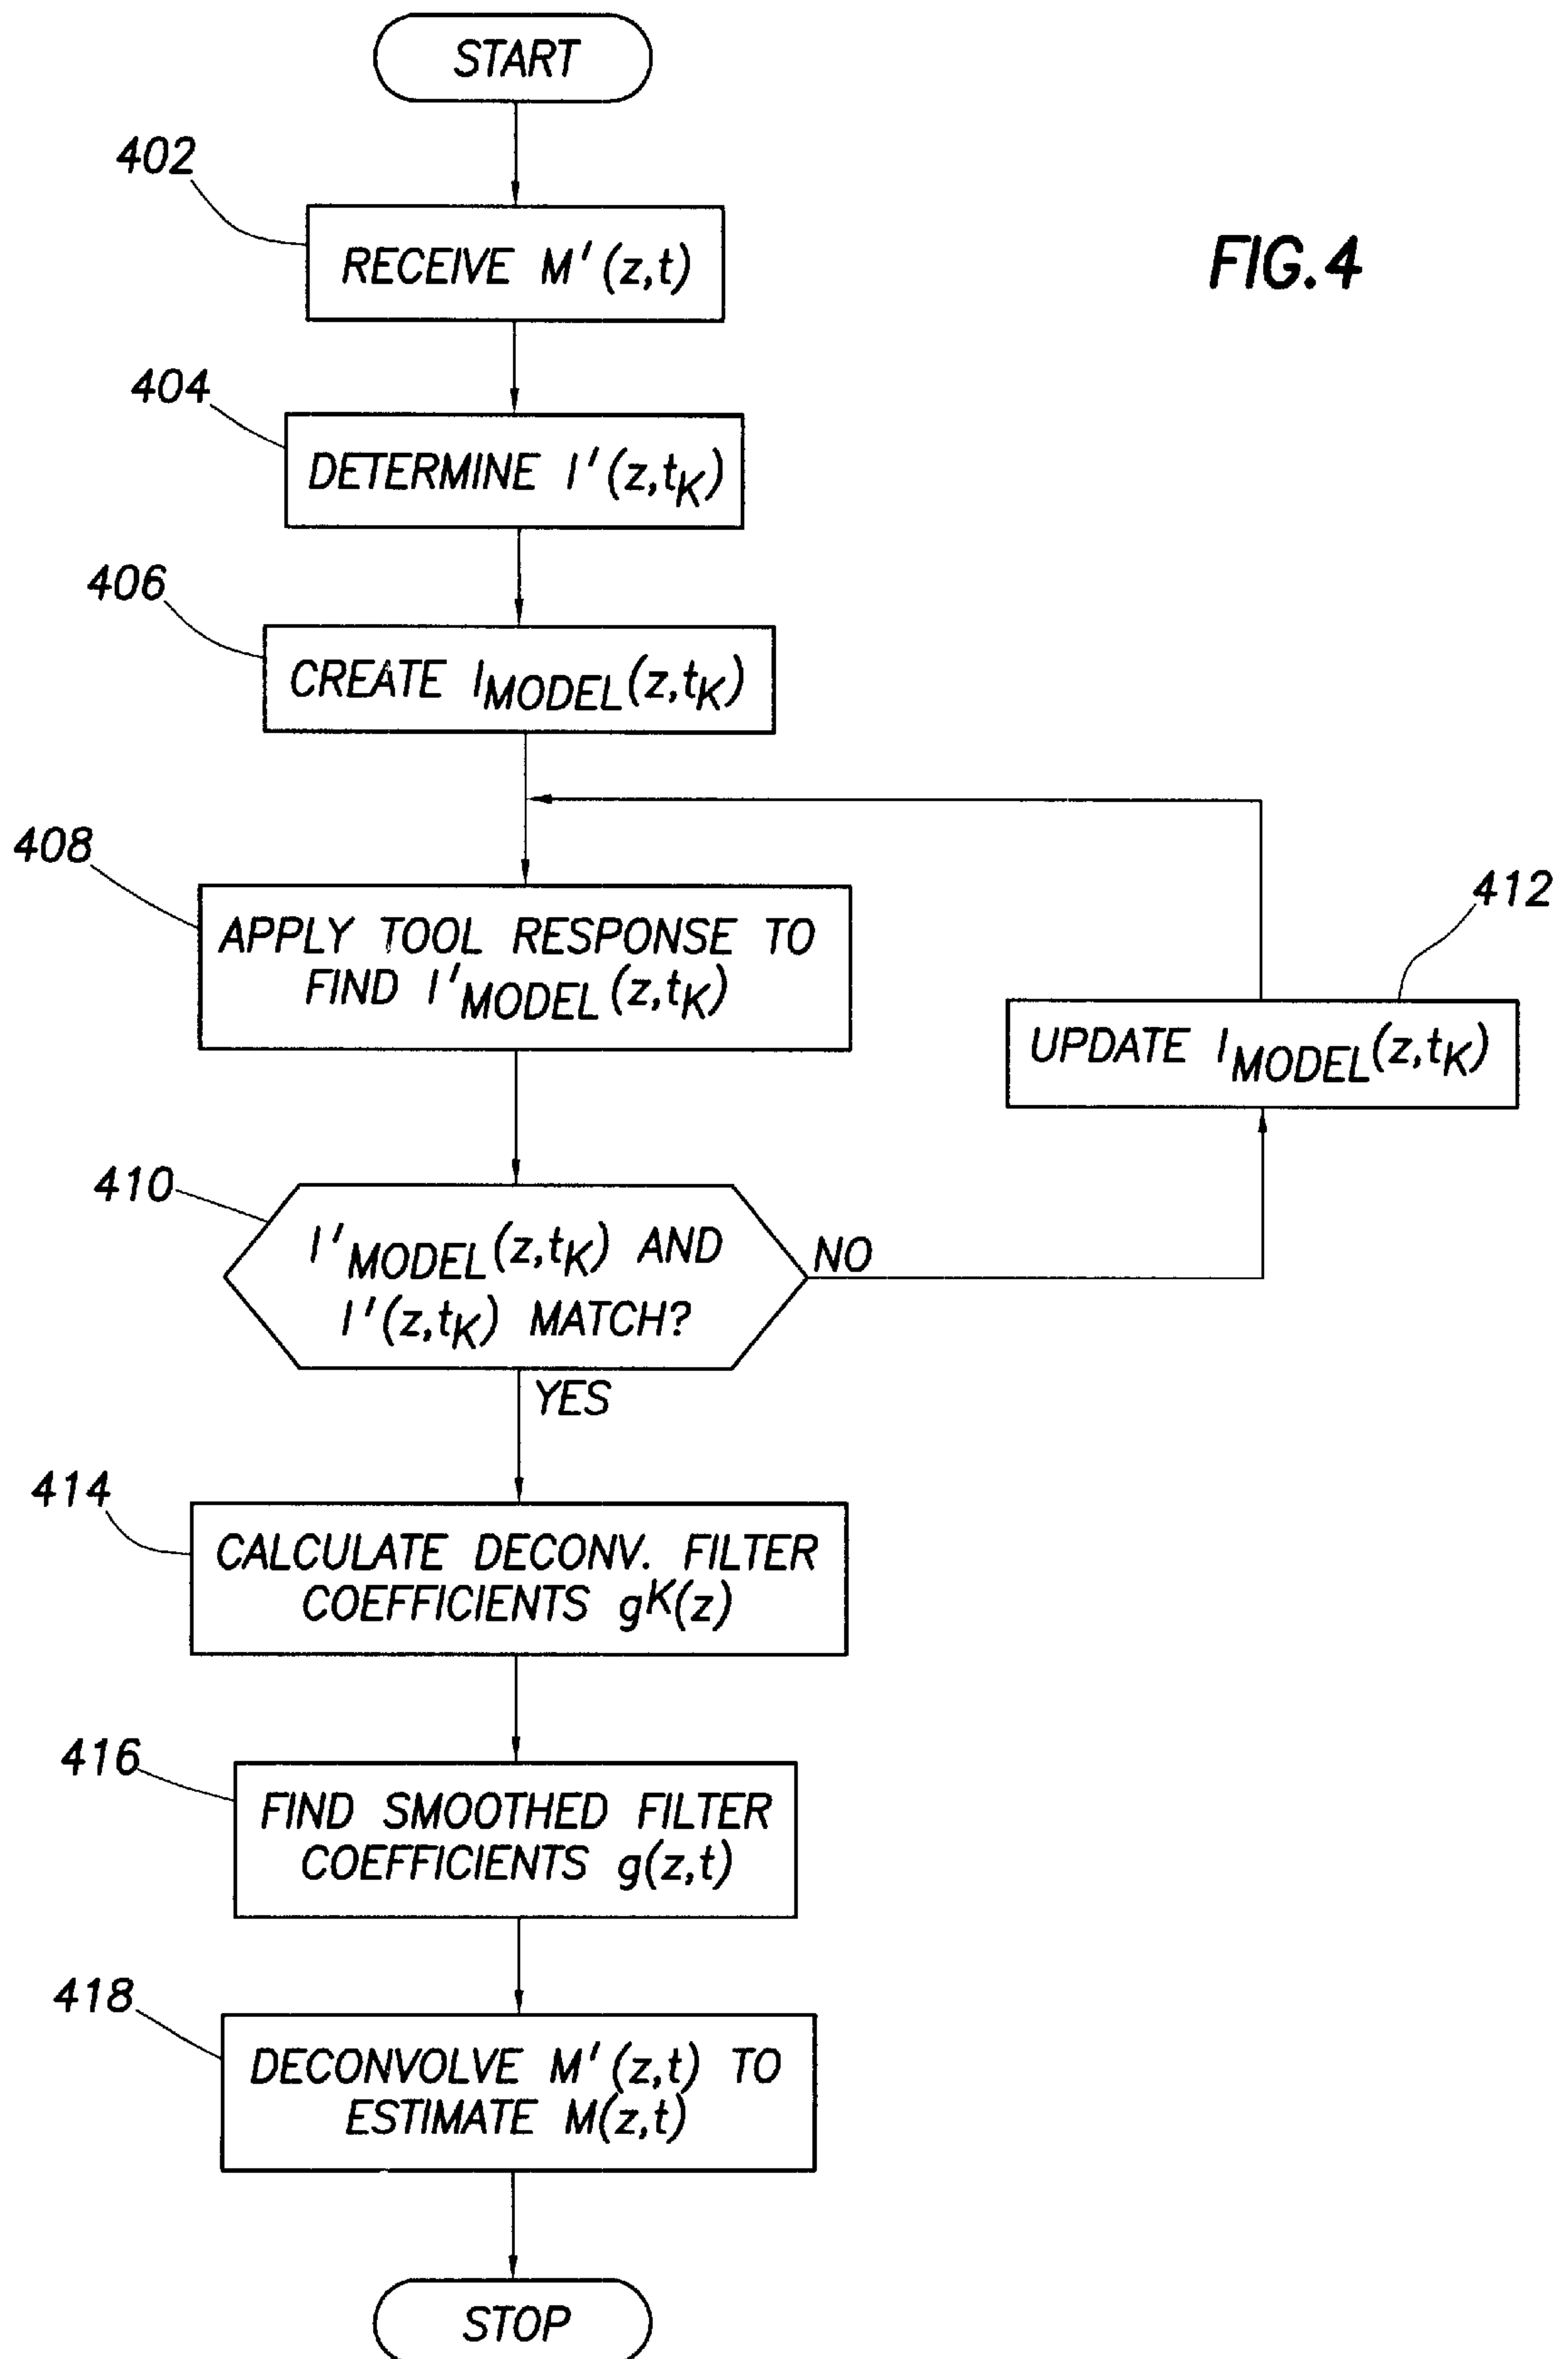 START
402
RECEIVE M'(z,t)
FIG.4
404
DETERMINE I'(z,tK)
406
CREATE IMODEL(z,tK)
408
APPLY TOOL RESPONSE TO
FIND I'MODEL(z,tK)
412
UPDATE IMODEL(z,tK)
410
I'MODEL(z,tK) AND
I'(z,tK) MATCH?
NO
YES
414
CALCULATE DECONV. FILTER
COEFFICIENTS gK(z)
416
FIND SMOOTHED FILTER
COEFFICIENTS g(z,t)
418
DECONVOLVE M'(z,t) TO
ESTIMATE M(z,t)
STOP